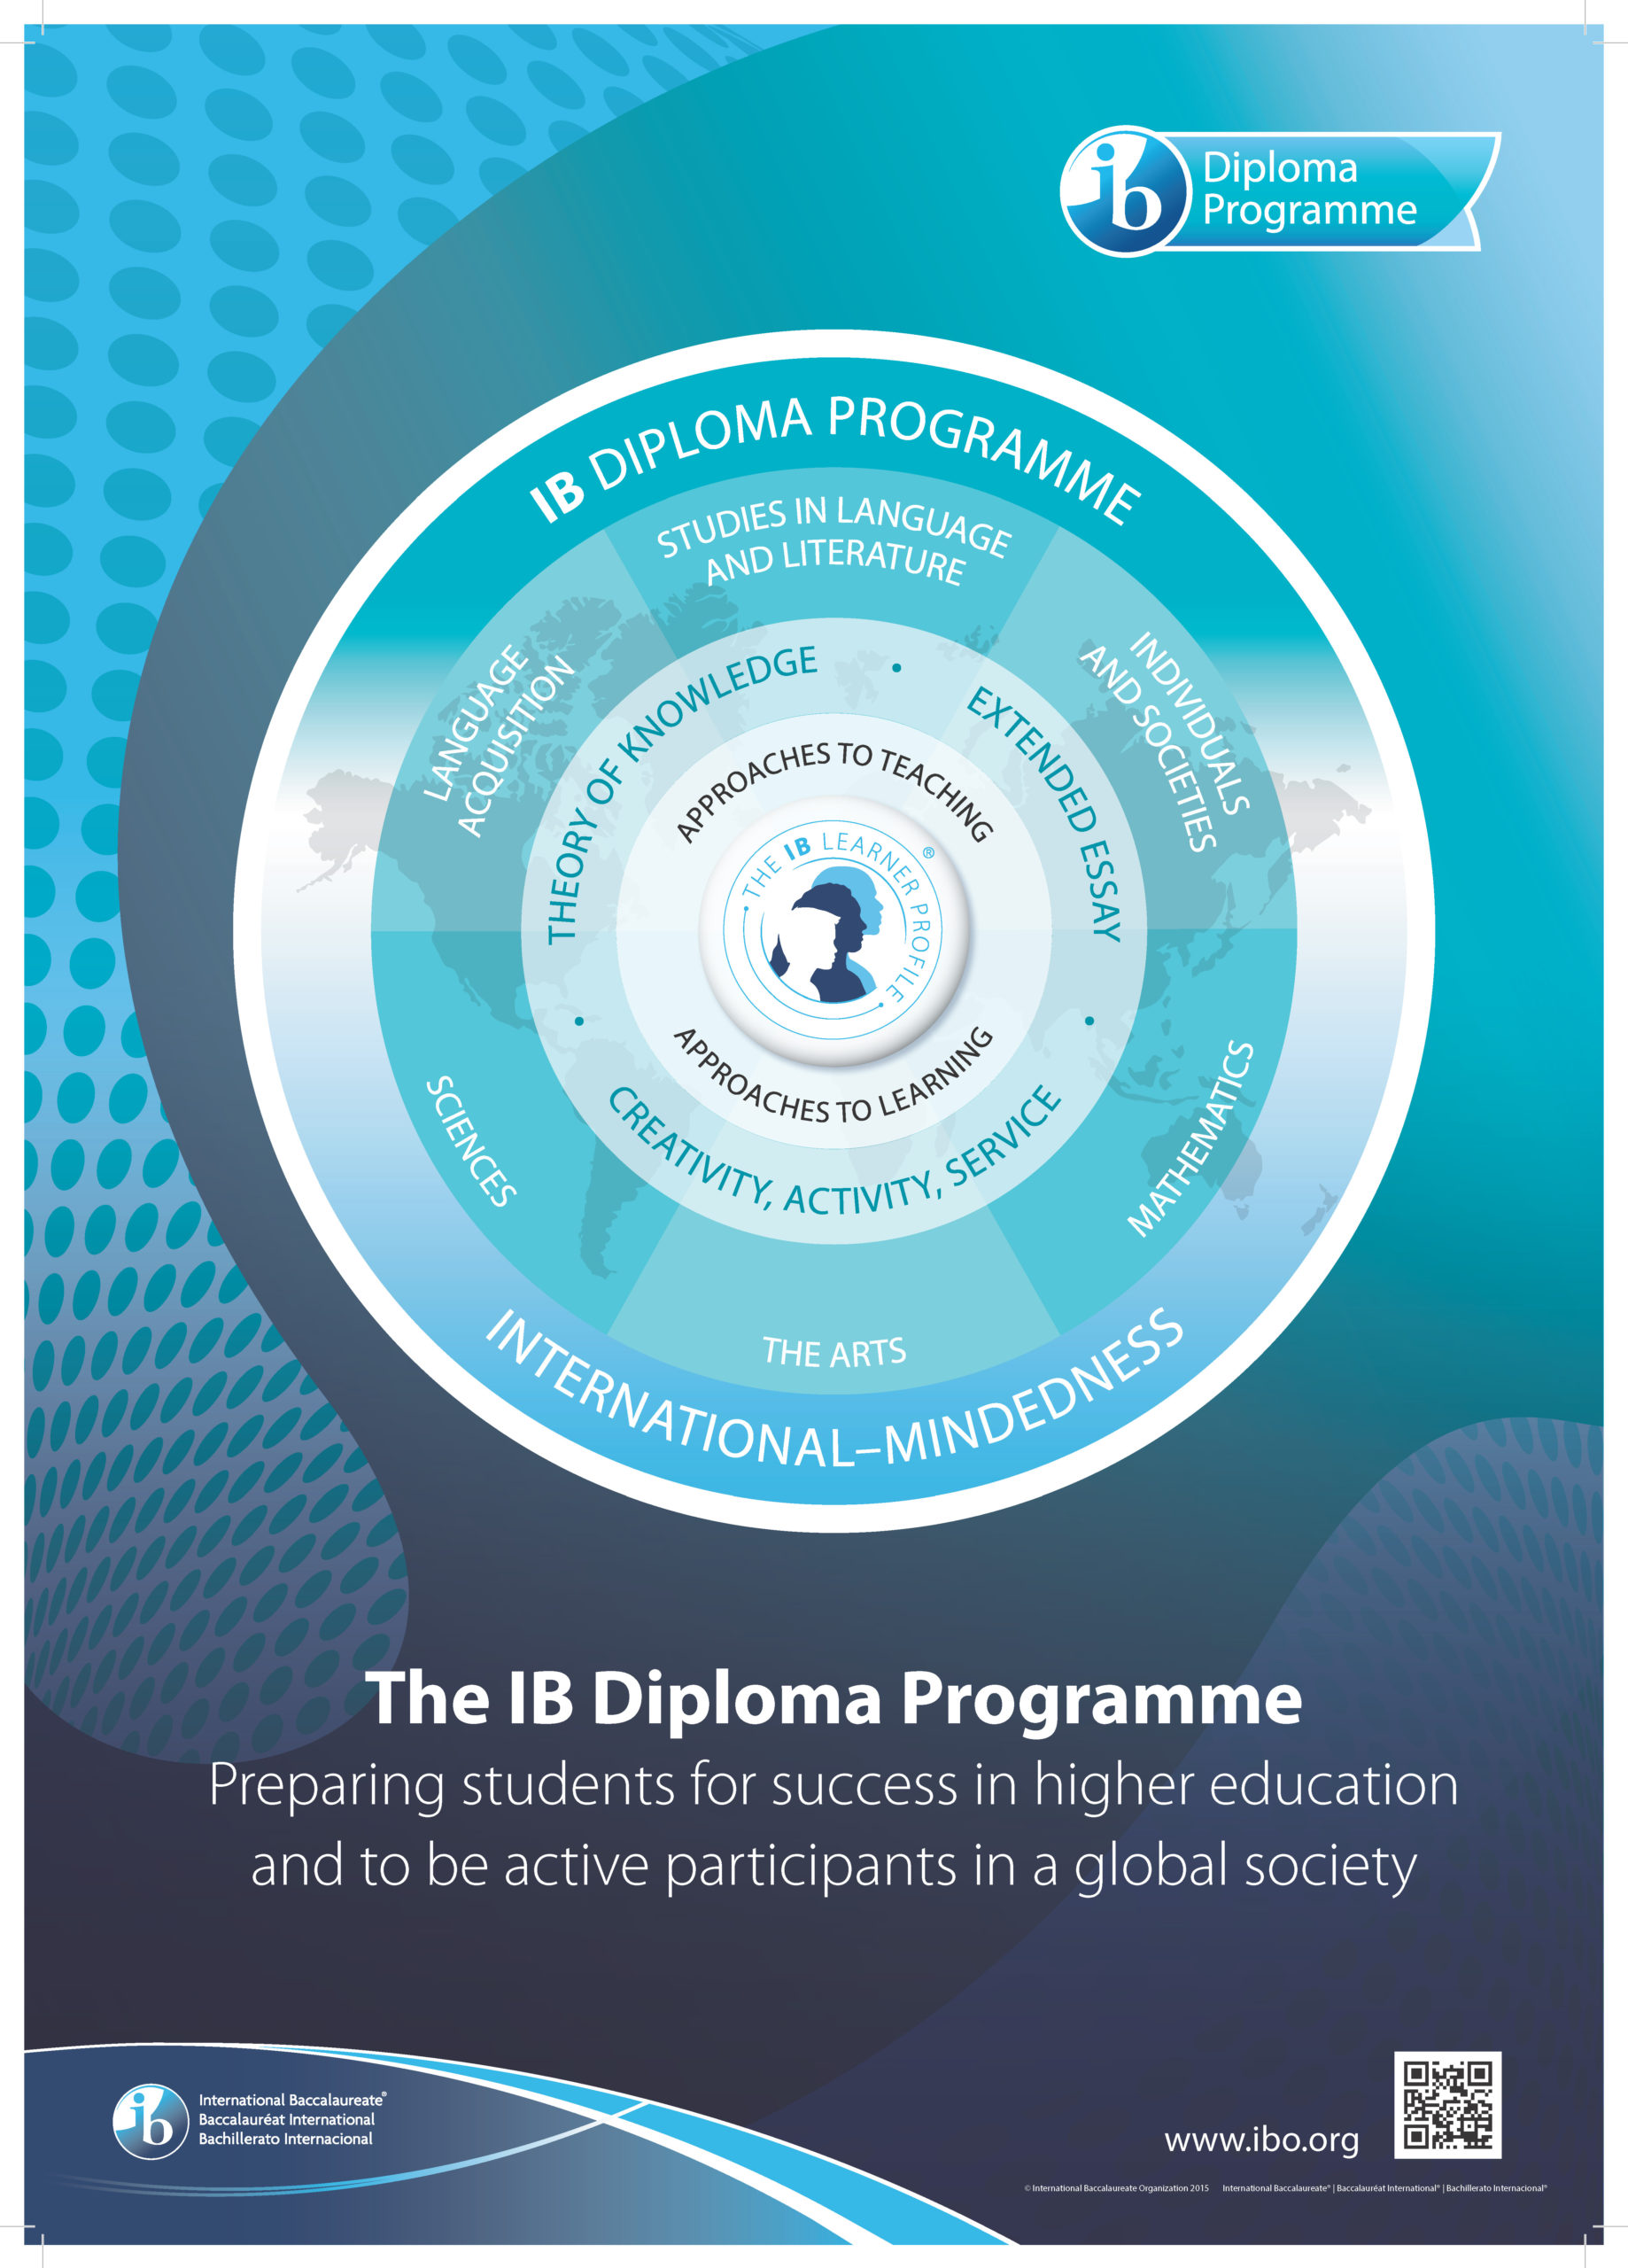 ib
Diploma
Programme
IB DIPLOMA PROGRAMME
STUDIES IN LANGUAGE
AND LITERATURE
LANGUAGE
ACQUISITION
INDIVIDUALS
AND SOCIETIES
THEORY OF KNOWLEDGE
EXTENDED ESSAY
APPROACHES TO TEACHING
THE IB LEARNER PROFILE ®
APPROACHES TO LEARNING
CREATIVITY, ACTIVITY, SERVICE
SCIENCES
MATHEMATICS
THE ARTS
INTERNATIONAL–MINDEDNESS
The IB Diploma Programme
Preparing students for success in higher education
and to be active participants in a global society
ib
International Baccalaureate®
Baccalauréat International
Bachillerato Internacional
www.ibo.org
© International Baccalaureate Organization 2015 International Baccalaureate® | Baccalauréat International® | Bachillerato Internacional®